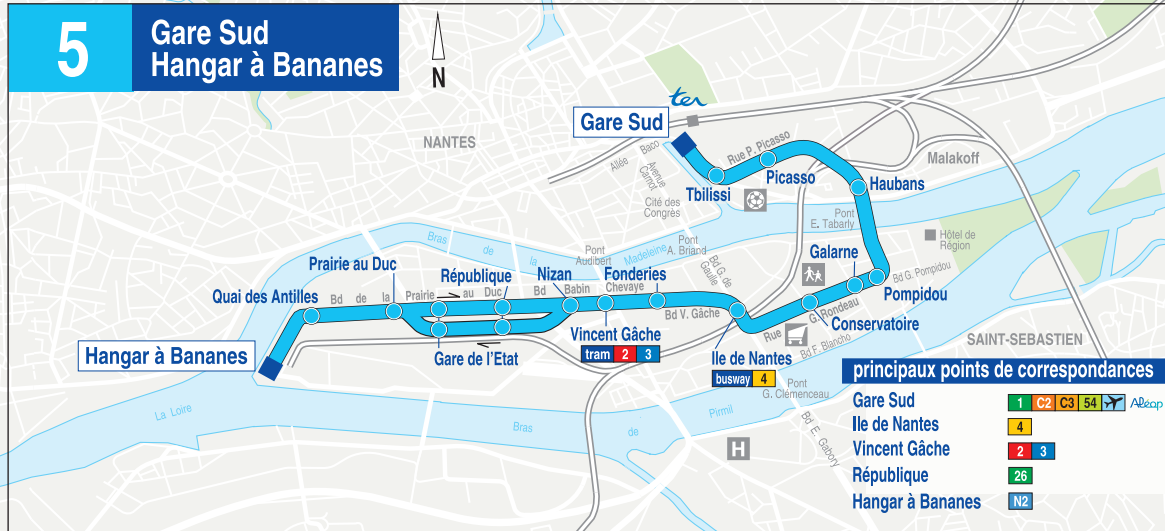 5
Gare Sud
Hangar à Bananes
N
NANTES
ter
Gare Sud
Allée Baco
Avenue Carnot
Cité des
Congrès
Rue P. Picasso
Tbilissi
Picasso
Haubans
Malakoff
Pont
E. Tabarly
Hôtel de
Région
Bras de la Madeleine
Pont
Audibert
Pont
A. Briand
Bd G. de Gaulle
Galarne
Pompidou
Bd G. Pompidou
Prairie au Duc
République
Nizan
Fonderies
Quai des Antilles
Bd de la Prairie au Duc
Bd Babin Chevaye
Bd V. Gâche
Rue G. Rondeau
Conservatoire
Gare de l'Etat
Vincent Gâche
tram 2 3
Ile de Nantes
busway 4
Bd F. Blancho
Hangar à Bananes
SAINT-SEBASTIEN
Pont
G. Clémenceau
La Loire
Bras de Pirmil
Bd E. Gabory
H
principaux points de correspondances
Gare Sud 1 C2 C3 54 Aléop
Ile de Nantes 4
Vincent Gâche 2 3
République 26
Hangar à Bananes N2